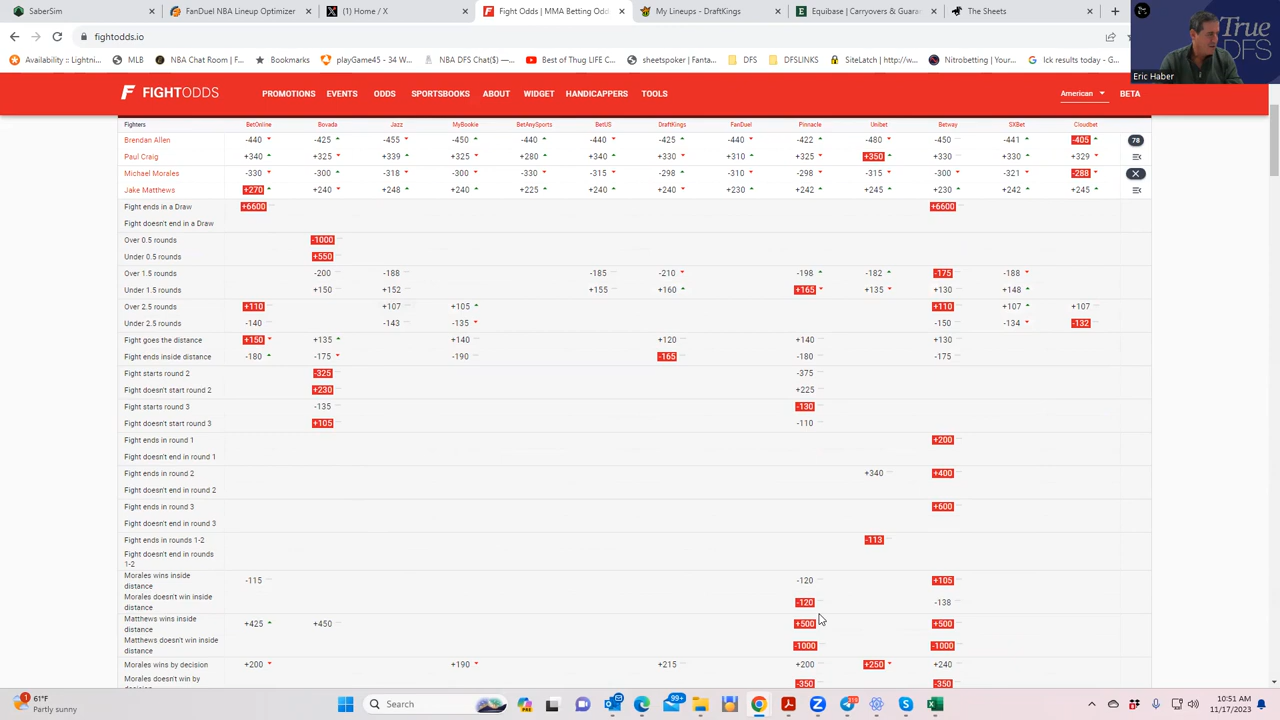 SaberSim FanDuel NBA Lineup Optimizer (1) Home / X Fight Odds | MMA Betting Odd My Lineups - DraftKings Equibase | Carryovers & Guara The Sheets
fightodds.io
Availability :: Lightni... MLB NBA Chat Room | F... Bookmarks playGame45 - 34 W... NBA DFS Chat($) -... Best of Thug LIFE C... sheetspoker | Fanta... DFS DFSLINKS SiteLatch | http://w... Nitrobetting | Your... Ick results today - G...
True DFS
Eric Haber
FIGHTODDS PROMOTIONS EVENTS ODDS SPORTSBOOKS ABOUT WIDGET HANDICAPPERS TOOLS American BETA
Fighters BetOnline Bovada Jazz MyBookie BetAnySports BetUS DraftKings FanDuel Pinnacle Unibet Betway SXBet Cloudbet
Brendan Allen -440 -425 -455 -450 -440 -440 -425 -440 -422 -480 -450 -441 -405 78
Paul Craig +340 +325 +339 +325 +280 +340 +330 +310 +325 +350 +330 +330 +329
Michael Morales -330 -300 -318 -300 -330 -315 -298 -310 -298 -315 -300 -321 -288
Jake Matthews +270 +240 +248 +240 +225 +240 +240 +230 +242 +245 +230 +242 +245
Fight ends in a Draw +6600 +6600
Fight doesn't end in a Draw
Over 0.5 rounds -1000
Under 0.5 rounds +550
Over 1.5 rounds -200 -188 -185 -210 -198 -182 -175 -188
Under 1.5 rounds +150 +152 +155 +160 +165 +135 +130 +148
Over 2.5 rounds +110 +107 +105 +110 +107 +107
Under 2.5 rounds -140 -143 -135 -150 -134 -132
Fight goes the distance +150 +135 +140 +120 +140 +130
Fight ends inside distance -180 -175 -190 -165 -180 -175
Fight starts round 2 -325 -375
Fight doesn't start round 2 +230 +225
Fight starts round 3 -135 -130
Fight doesn't start round 3 +105 -110
Fight ends in round 1 +200
Fight doesn't end in round 1
Fight ends in round 2 +340 +400
Fight doesn't end in round 2
Fight ends in round 3 +600
Fight doesn't end in round 3
Fight ends in rounds 1-2 -113
Fight doesn't end in rounds
1-2
Morales wins inside
distance -115 -120 +105
Morales doesn't win inside
distance -120 -138
Matthews wins inside
distance +425 +450 +500 +500
Matthews doesn't win inside
distance -1000 -1000
Morales wins by decision +200 +190 +215 +200 +250 +240
Morales doesn't win by
decision -350 -350
1 61°F
Partly sunny
Search
99+
10:51 AM
11/17/2023